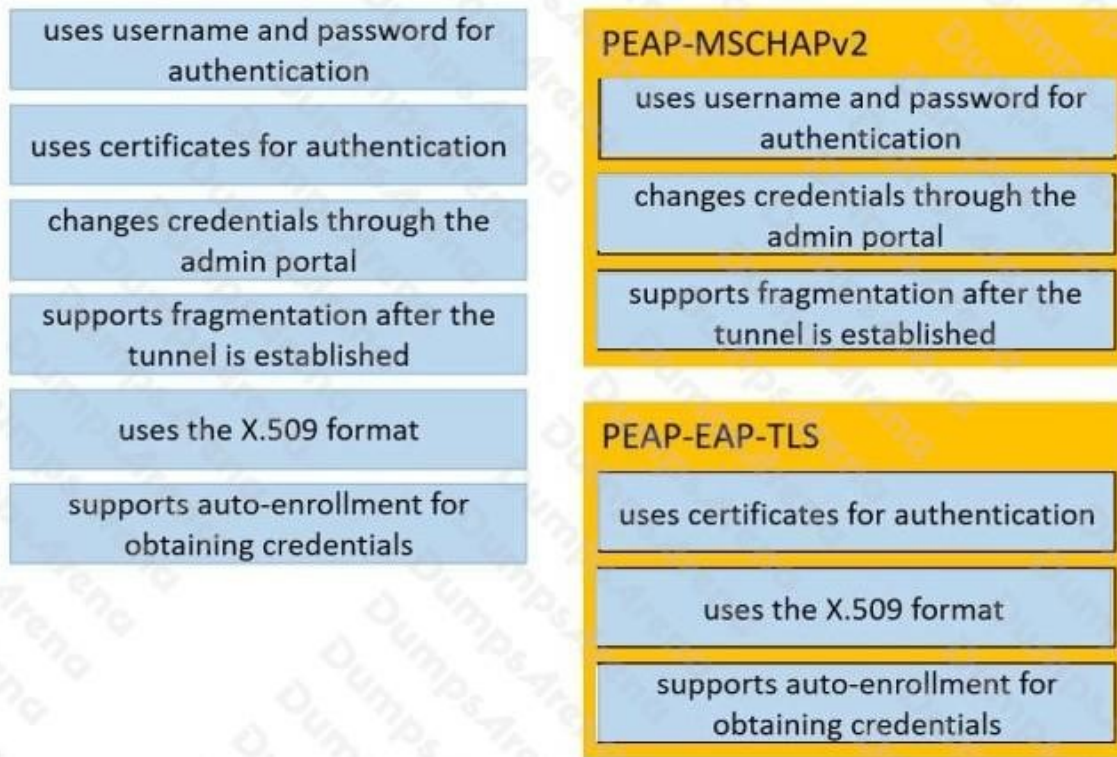 uses username and password for
authentication
uses certificates for authentication
changes credentials through the
admin portal
supports fragmentation after the
tunnel is established
uses the X.509 format
supports auto-enrollment for
obtaining credentials
PEAP-MSCHAPv2
uses username and password for
authentication
changes credentials through the
admin portal
supports fragmentation after the
tunnel is established
PEAP-EAP-TLS
uses certificates for authentication
uses the X.509 format
supports auto-enrollment for
obtaining credentials
DumpsArena